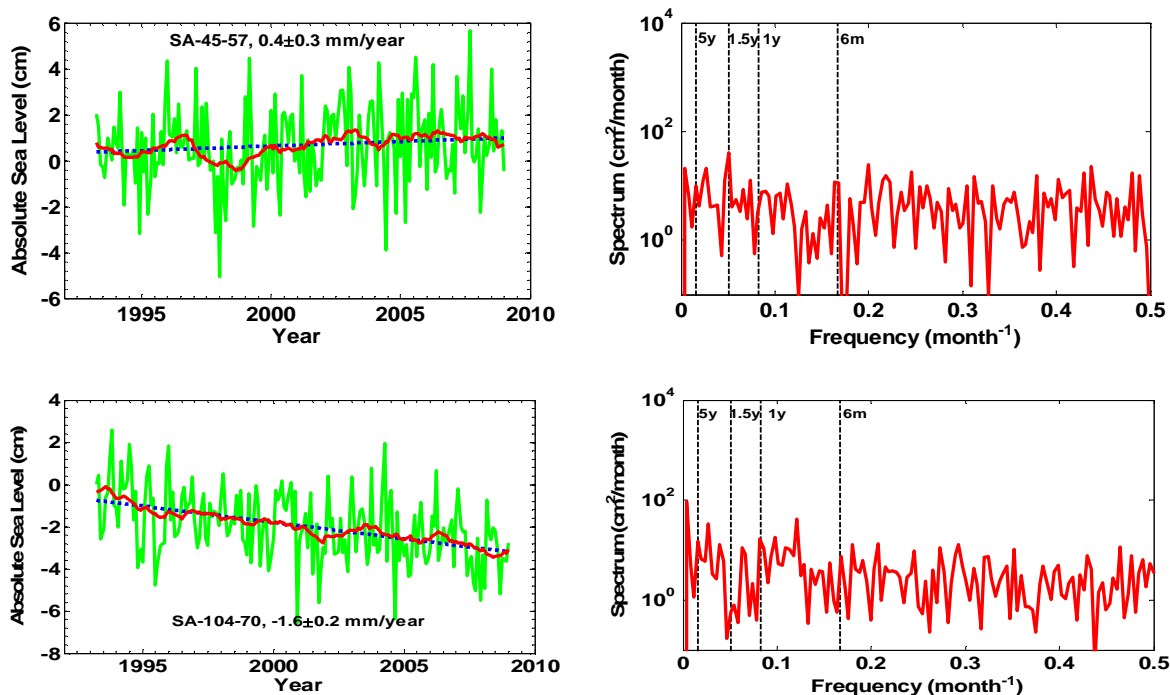 Absolute Sea Level (cm)
6
4
2
0
-2
-4
-6
SA-45-57, 0.4±0.3 mm/year
1995
2000
2005
2010
Year
Spectrum (cm²/month)
10⁴
10²
10⁰
5y
1.5y
1y
6m
0
0.1
0.2
0.3
0.4
0.5
Frequency (month⁻¹)
Absolute Sea Level (cm)
4
2
0
-2
-4
-6
-8
SA-104-70, -1.6±0.2 mm/year
1995
2000
2005
2010
Year
Spectrum(cm²/month)
10⁴
10²
10⁰
5y
1.5y
1y
6m
0
0.1
0.2
0.3
0.4
0.5
Frequency (month⁻¹)